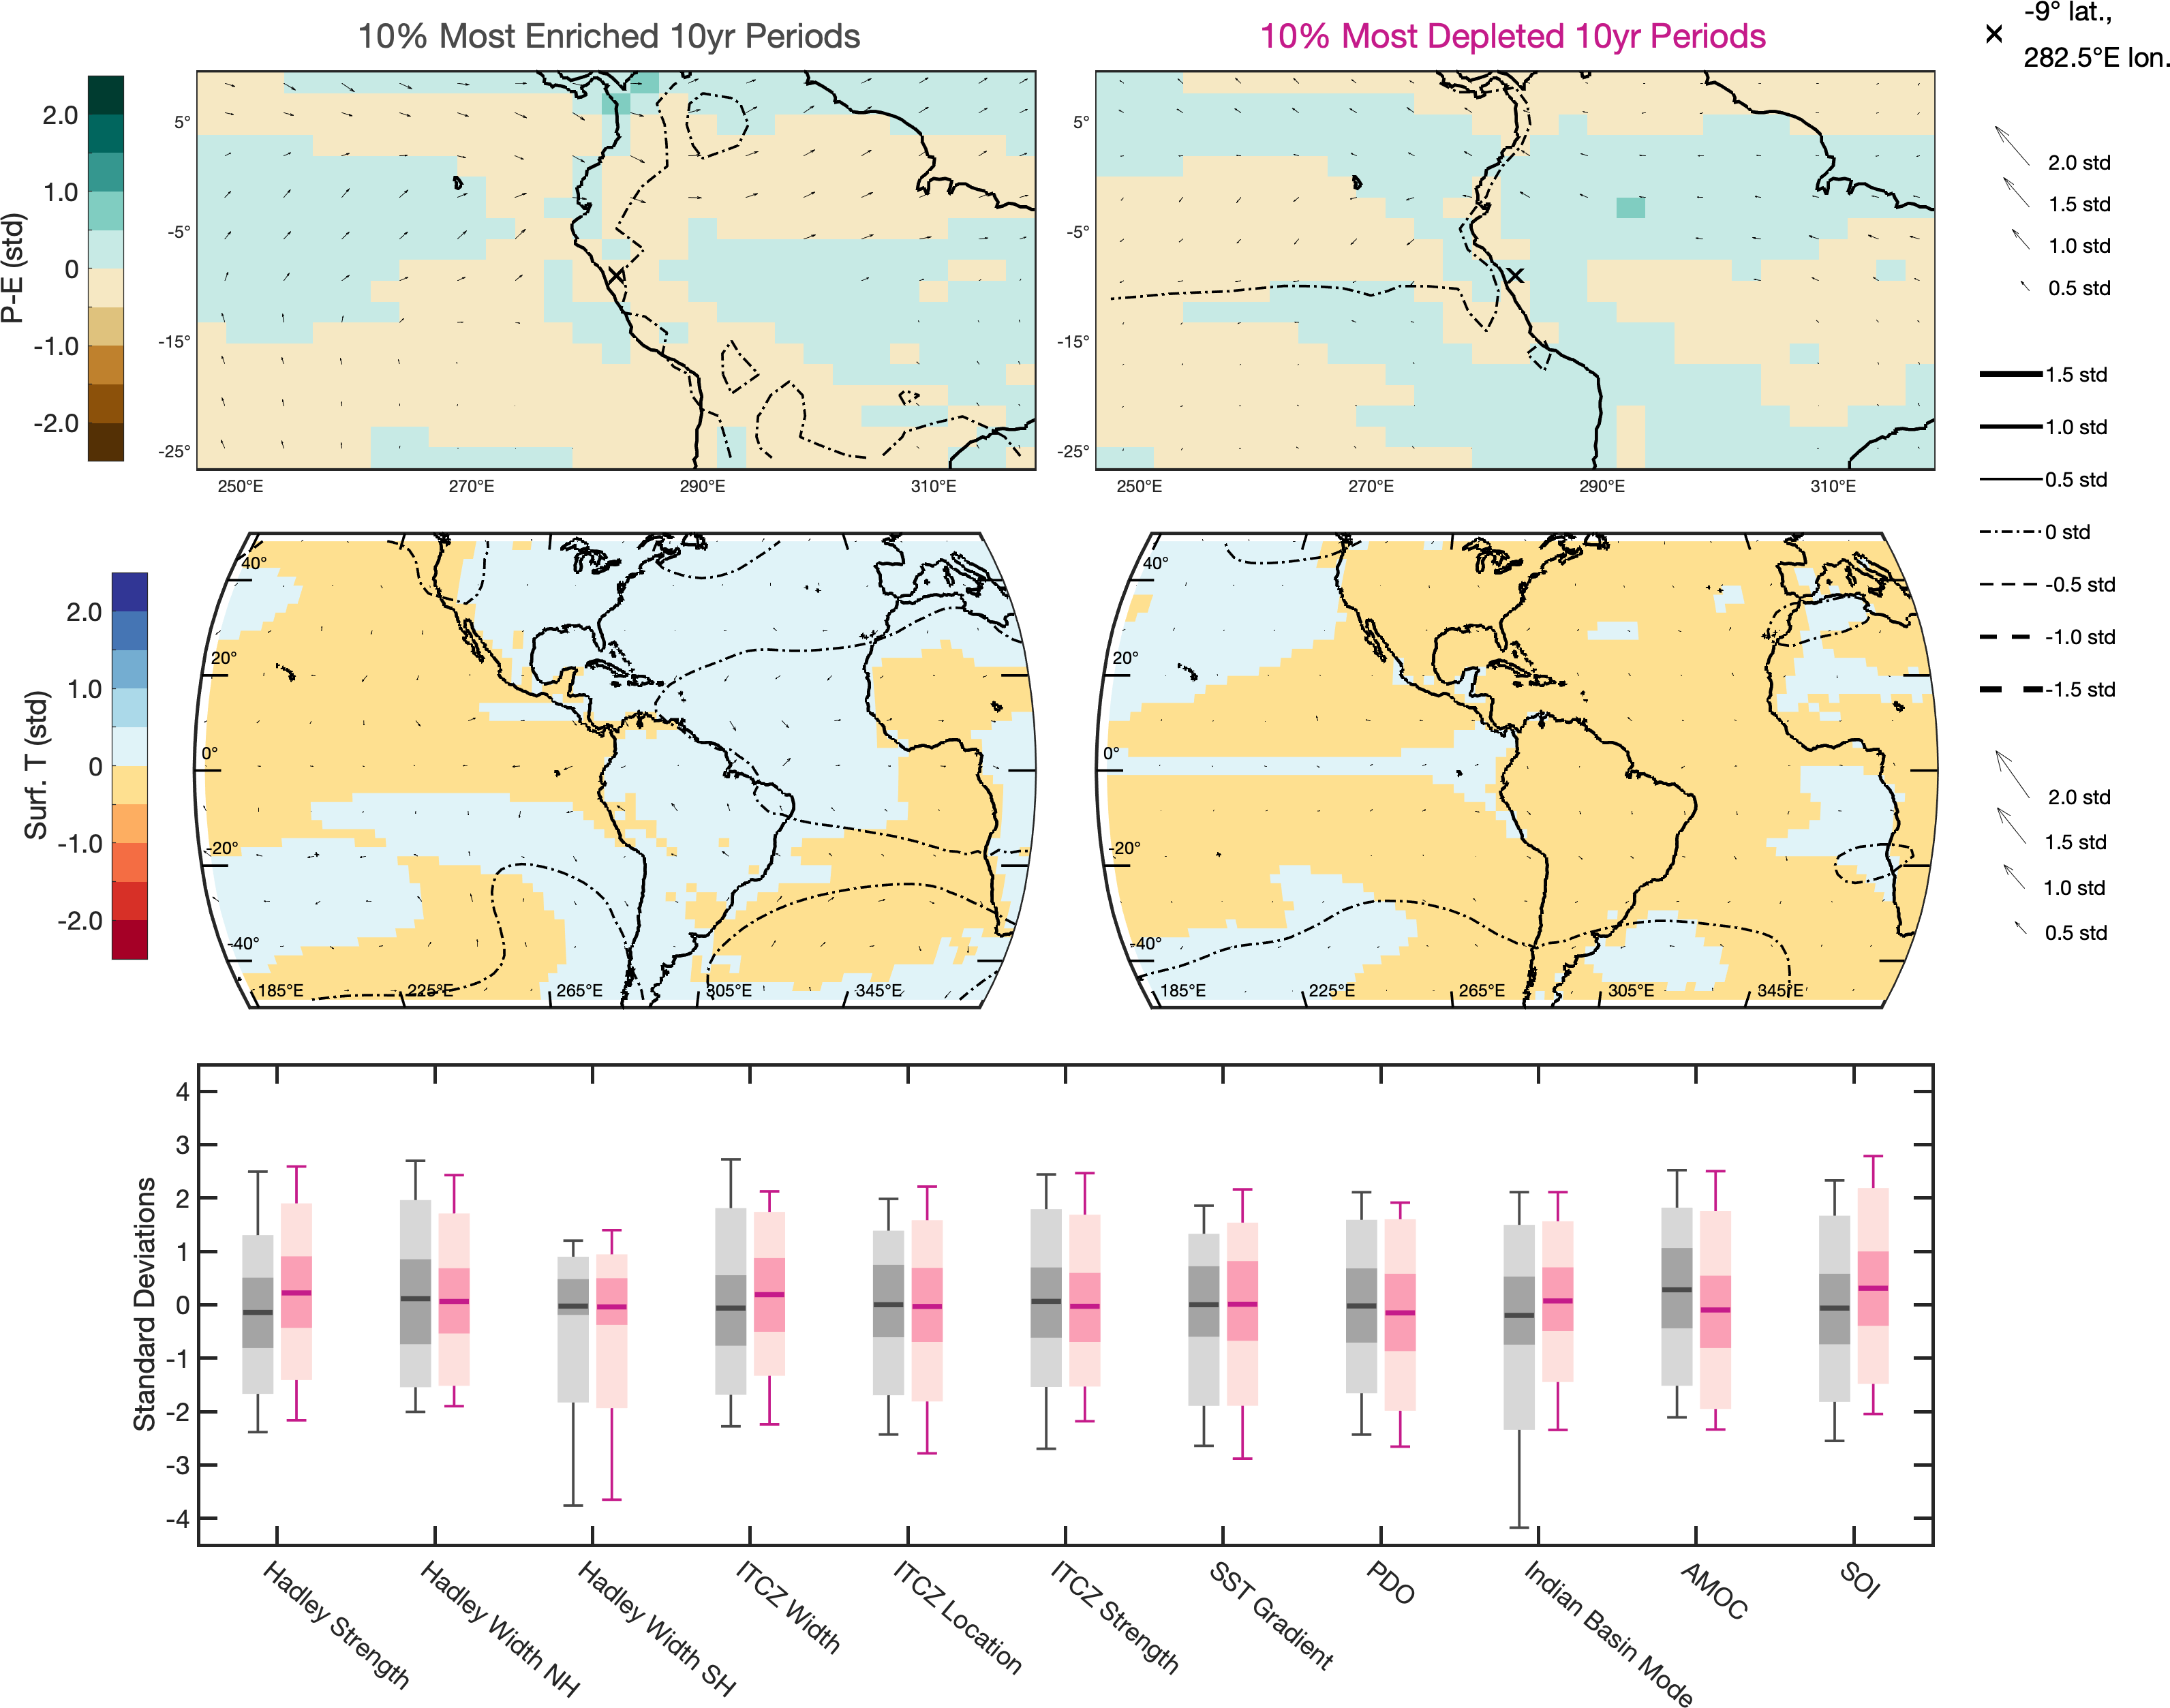 10% Most Enriched 10yr Periods
10% Most Depleted 10yr Periods
-9° lat.,
282.5°E lon.
P-E (std)
2.0
1.0
0
-1.0
-2.0
5°
-5°
-15°
-25°
250°E
270°E
290°E
310°E
5°
-5°
-15°
-25°
250°E
270°E
290°E
310°E
2.0 std
1.5 std
1.0 std
0.5 std
1.5 std
1.0 std
0.5 std
0 std
-0.5 std
-1.0 std
-1.5 std
Surf. T (std)
2.0
1.0
0
-1.0
-2.0
40°
20°
0°
-20°
-40°
185°E
225°E
265°E
305°E
345°E
40°
20°
0°
-20°
-40°
185°E
225°E
265°E
305°E
345°E
2.0 std
1.5 std
1.0 std
0.5 std
Standard Deviations
4
3
2
1
0
-1
-2
-3
-4
Hadley Strength
Hadley Width NH
Hadley Width SH
ITCZ Width
ITCZ Location
ITCZ Strength
SST Gradient
PDO
Indian Basin Mode
AMOC
SOI